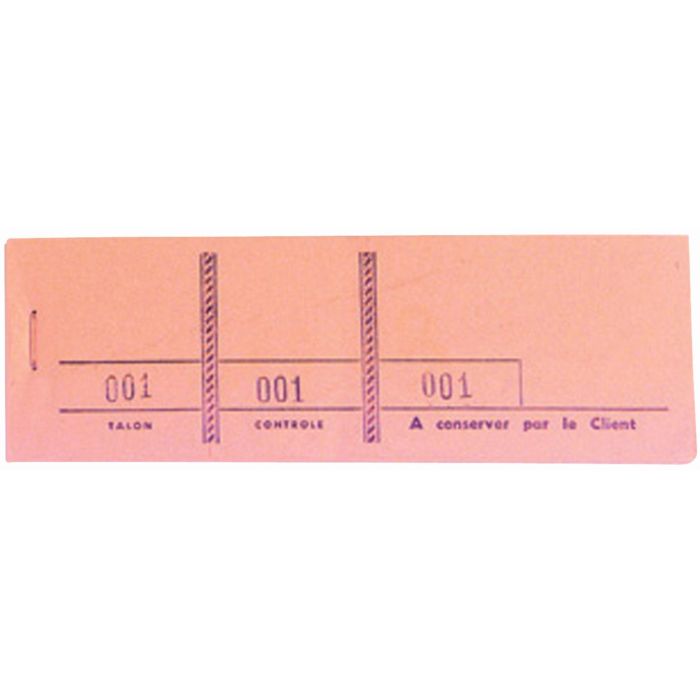 001 001 001
TALON CONTROLE A conserver par le Client